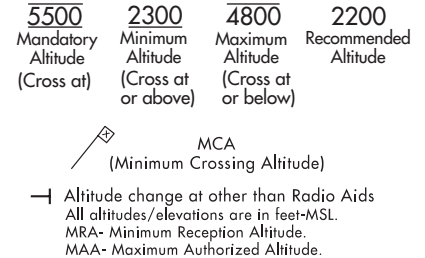 5500 2300 4800 2200
Mandatory Minimum Maximum Recommended
Altitude Altitude Altitude Altitude
(Cross at) (Cross at (Cross at
or above) or below)
x
MCA
(Minimum Crossing Altitude)
Altitude change at other than Radio Aids
All altitudes/elevations are in feet-MSL.
MRA- Minimum Reception Altitude.
MAA- Maximum Authorized Altitude.